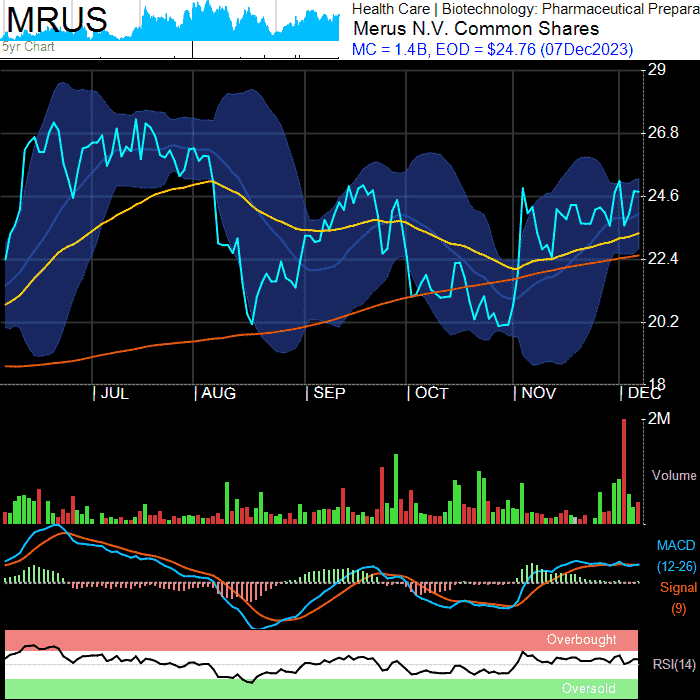 MRUS
5yr Chart
Health Care | Biotechnology: Pharmaceutical Prepara
Merus N.V. Common Shares
MC = 1.4B, EOD = $24.76 (07Dec2023)
29
26.8
24.6
22.4
20.2
18
JUL
AUG
SEP
OCT
NOV
DEC
2M
Volume
MACD
(12-26)
Signal
(9)
Overbought
RSI(14)
Oversold